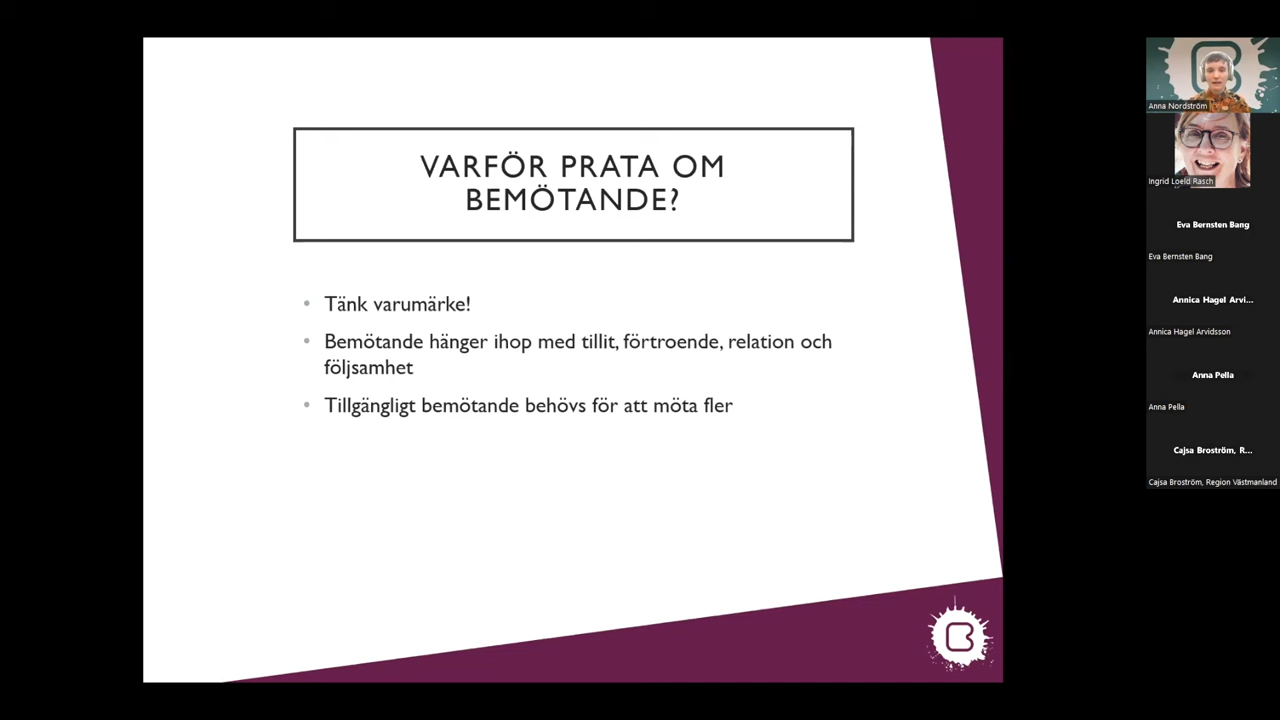 VARFÖR PRATA OM
BEMÖTANDE?
• Tänk varumärke!
• Bemötande hänger ihop med tillit, förtroende, relation och
följsamhet
• Tillgängligt bemötande behövs för att möta fler
Anna Nordström
Ingrid Loeld Rasch
Eva Bernsten Bang
Eva Bernsten Bang
Annica Hagel Arvi...
Annica Hagel Arvidsson
Anna Pella
Anna Pella
Cajsa Broström, R...
Cajsa Broström, Region Västmanland